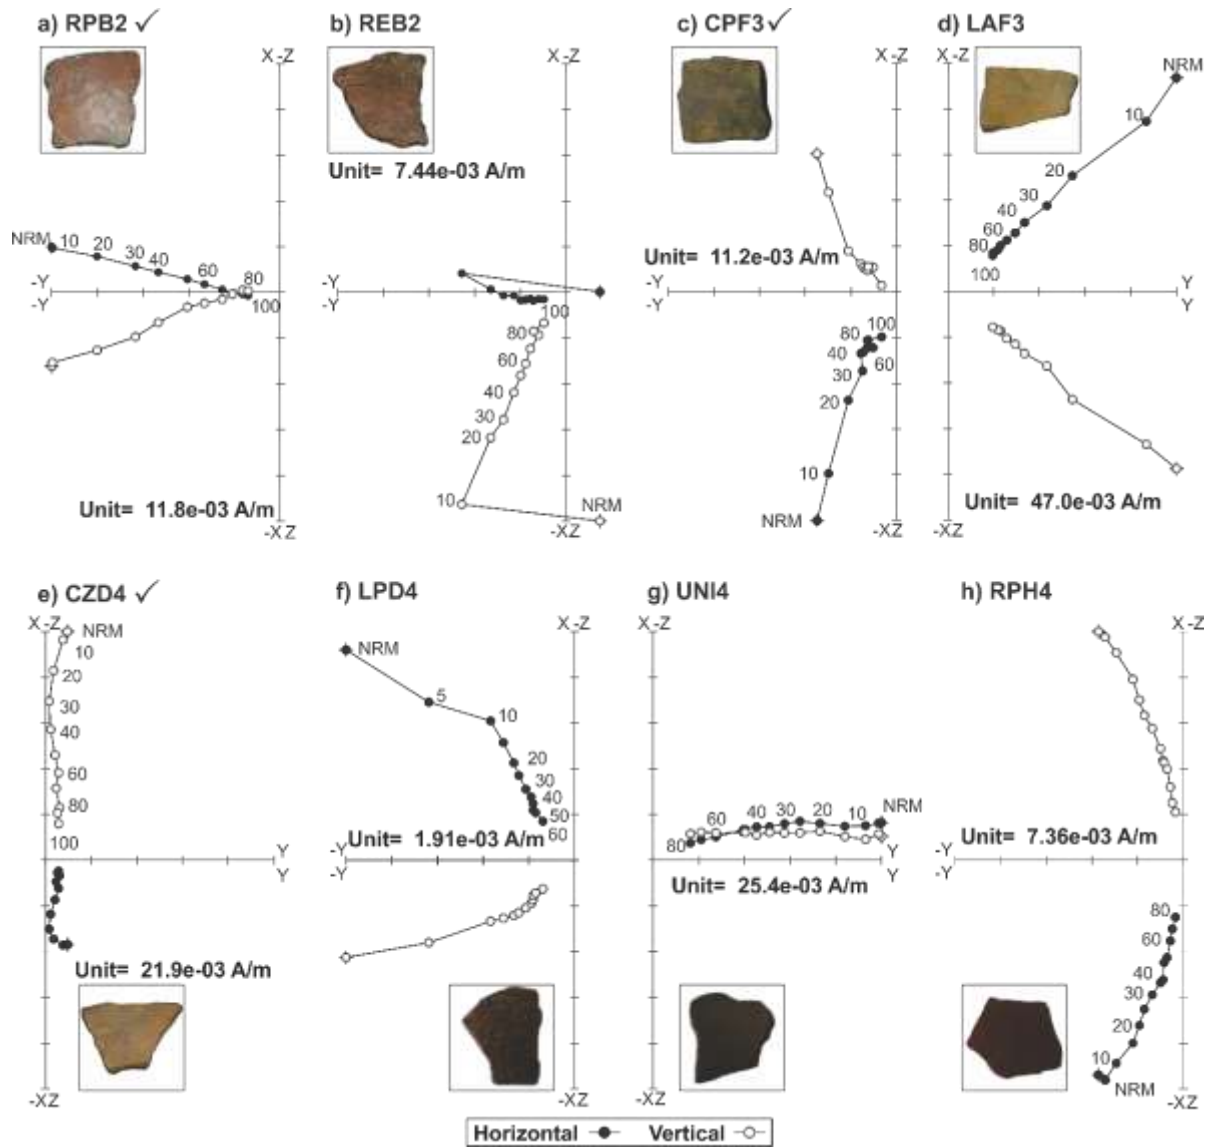 a) RPB2 ✓
b) REB2
c) CPF3 ✓
d) LAF3
X -Z
X -Z
X -Z
X -Z
NRM
10
20
30
40
60
80
100
Unit= 7.44e-03 A/m
Unit= 11.2e-03 A/m
NRM
10
20
30
40
60
80
100
-Y
-Y
-Y
-Y
-Y
-Y
Y
Y
100
80
60
40
30
20
10
NRM
100
80
60
40
30
20
10
NRM
Unit= 11.8e-03 A/m
Unit= 47.0e-03 A/m
-XZ
-XZ
-XZ
-XZ
e) CZD4 ✓
f) LPD4
g) UNI4
h) RPH4
X -Z
X -Z
X -Z
X -Z
NRM
10
20
30
40
60
80
100
NRM
5
10
20
30
40
50
60
NRM
10
20
30
40
60
80
Unit= 1.91e-03 A/m
Unit= 7.36e-03 A/m
Y
Y
-Y
-Y
Y
Y
-Y
-Y
Unit= 25.4e-03 A/m
Unit= 21.9e-03 A/m
80
60
40
30
20
10
NRM
-XZ
-XZ
-XZ
-XZ
Horizontal Vertical